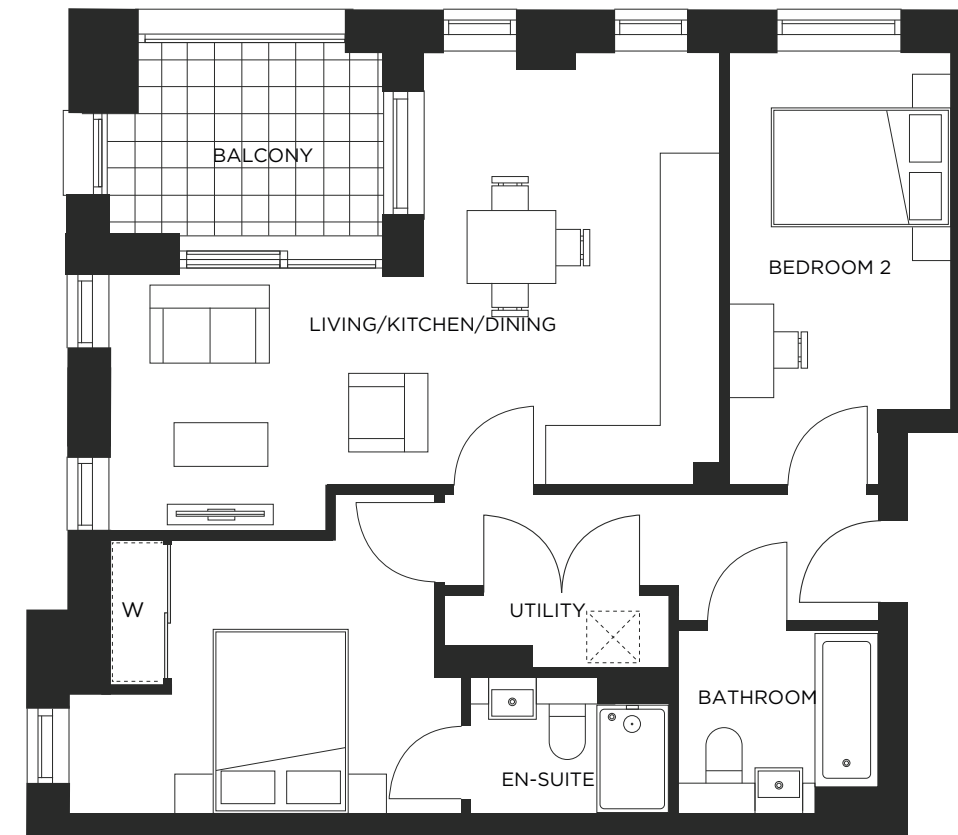 BALCONY
BEDROOM 2
LIVING/KITCHEN/DINING
W
UTILITY
BATHROOM
EN-SUITE